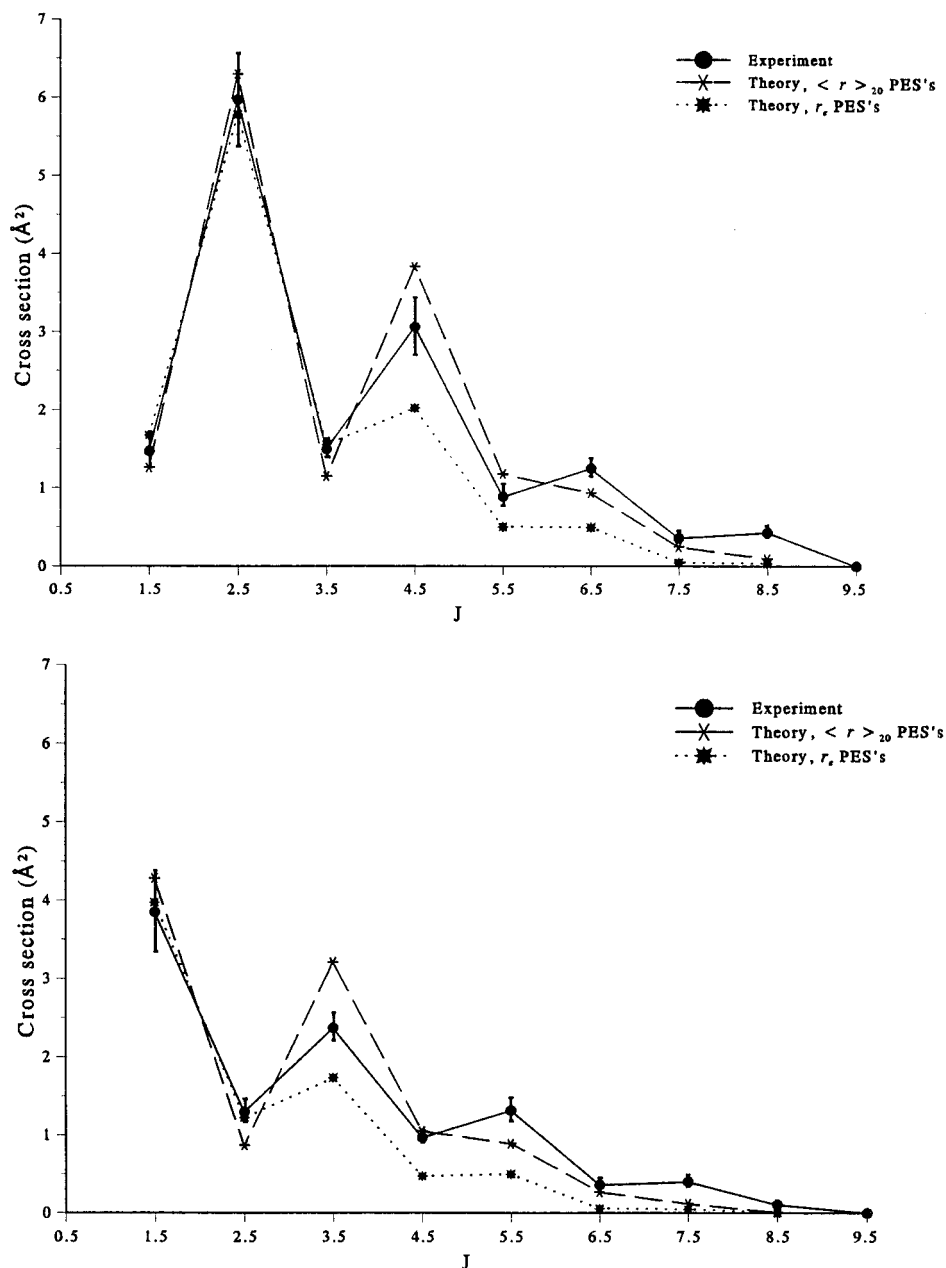 7
6
5
4
3
2
1
0
Cross section (Å²)
0.5 1.5 2.5 3.5 4.5 5.5 6.5 7.5 8.5 9.5
J
Experiment
Theory, < r >₂₀ PES's
Theory, rₑ PES's
7
6
5
4
3
2
1
0
Cross section (Å²)
0.5 1.5 2.5 3.5 4.5 5.5 6.5 7.5 8.5 9.5
J
Experiment
Theory, < r >₂₀ PES's
Theory, rₑ PES's